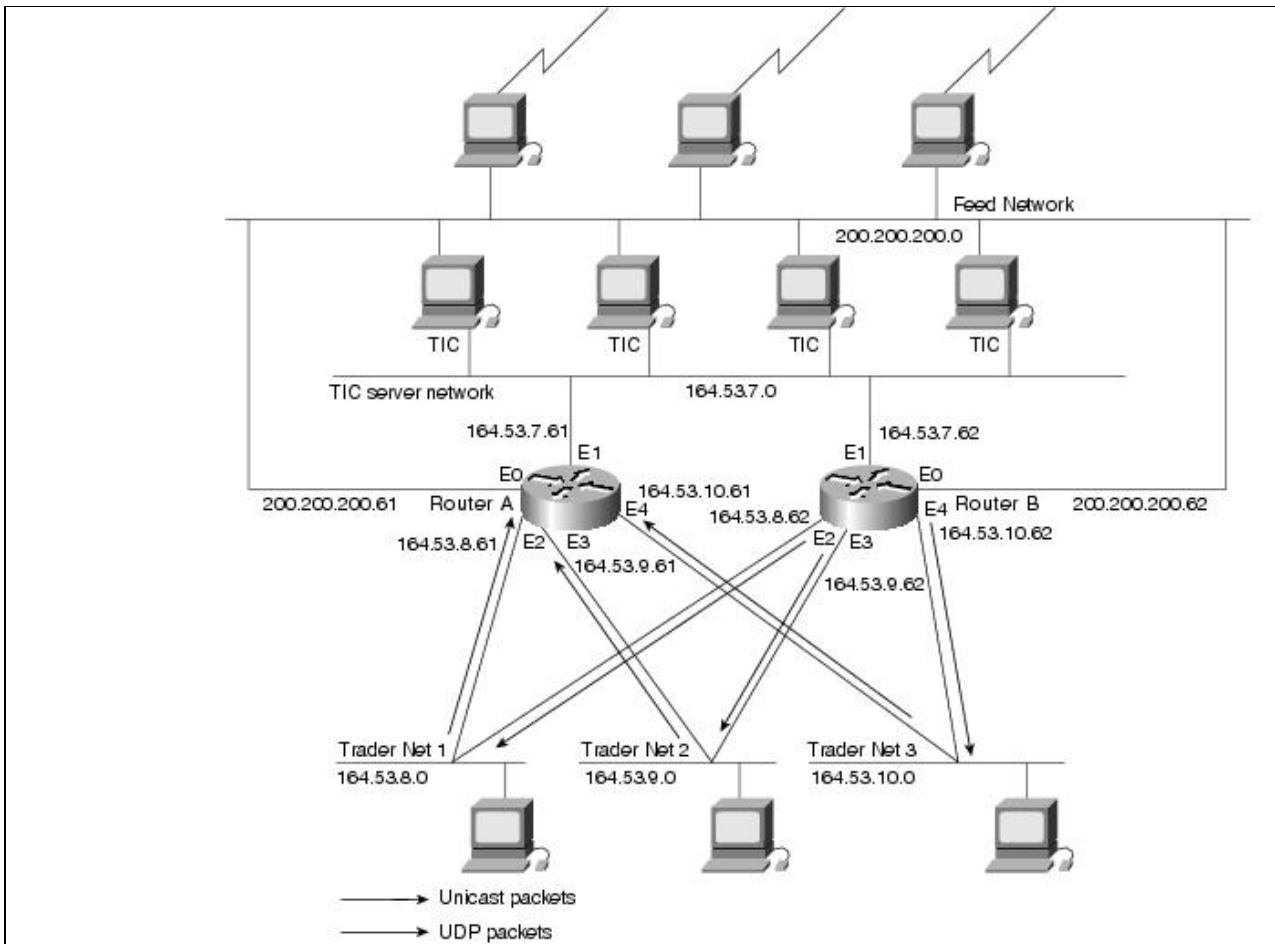 Feed Network
200.200.200.0
TIC
TIC
TIC
TIC
TIC server network
164.53.7.0
164.53.7.61
164.53.7.62
E1
E1
E0
E0
200.200.200.61
Router A
164.53.10.61
E4
164.53.8.62
E4
Router B
200.200.200.62
164.53.10.62
164.53.8.61
E2
E3
164.53.9.61
E2
E3
164.53.9.62
Trader Net 1
164.53.8.0
Trader Net 2
164.53.9.0
Trader Net 3
164.53.10.0
Unicast packets
UDP packets